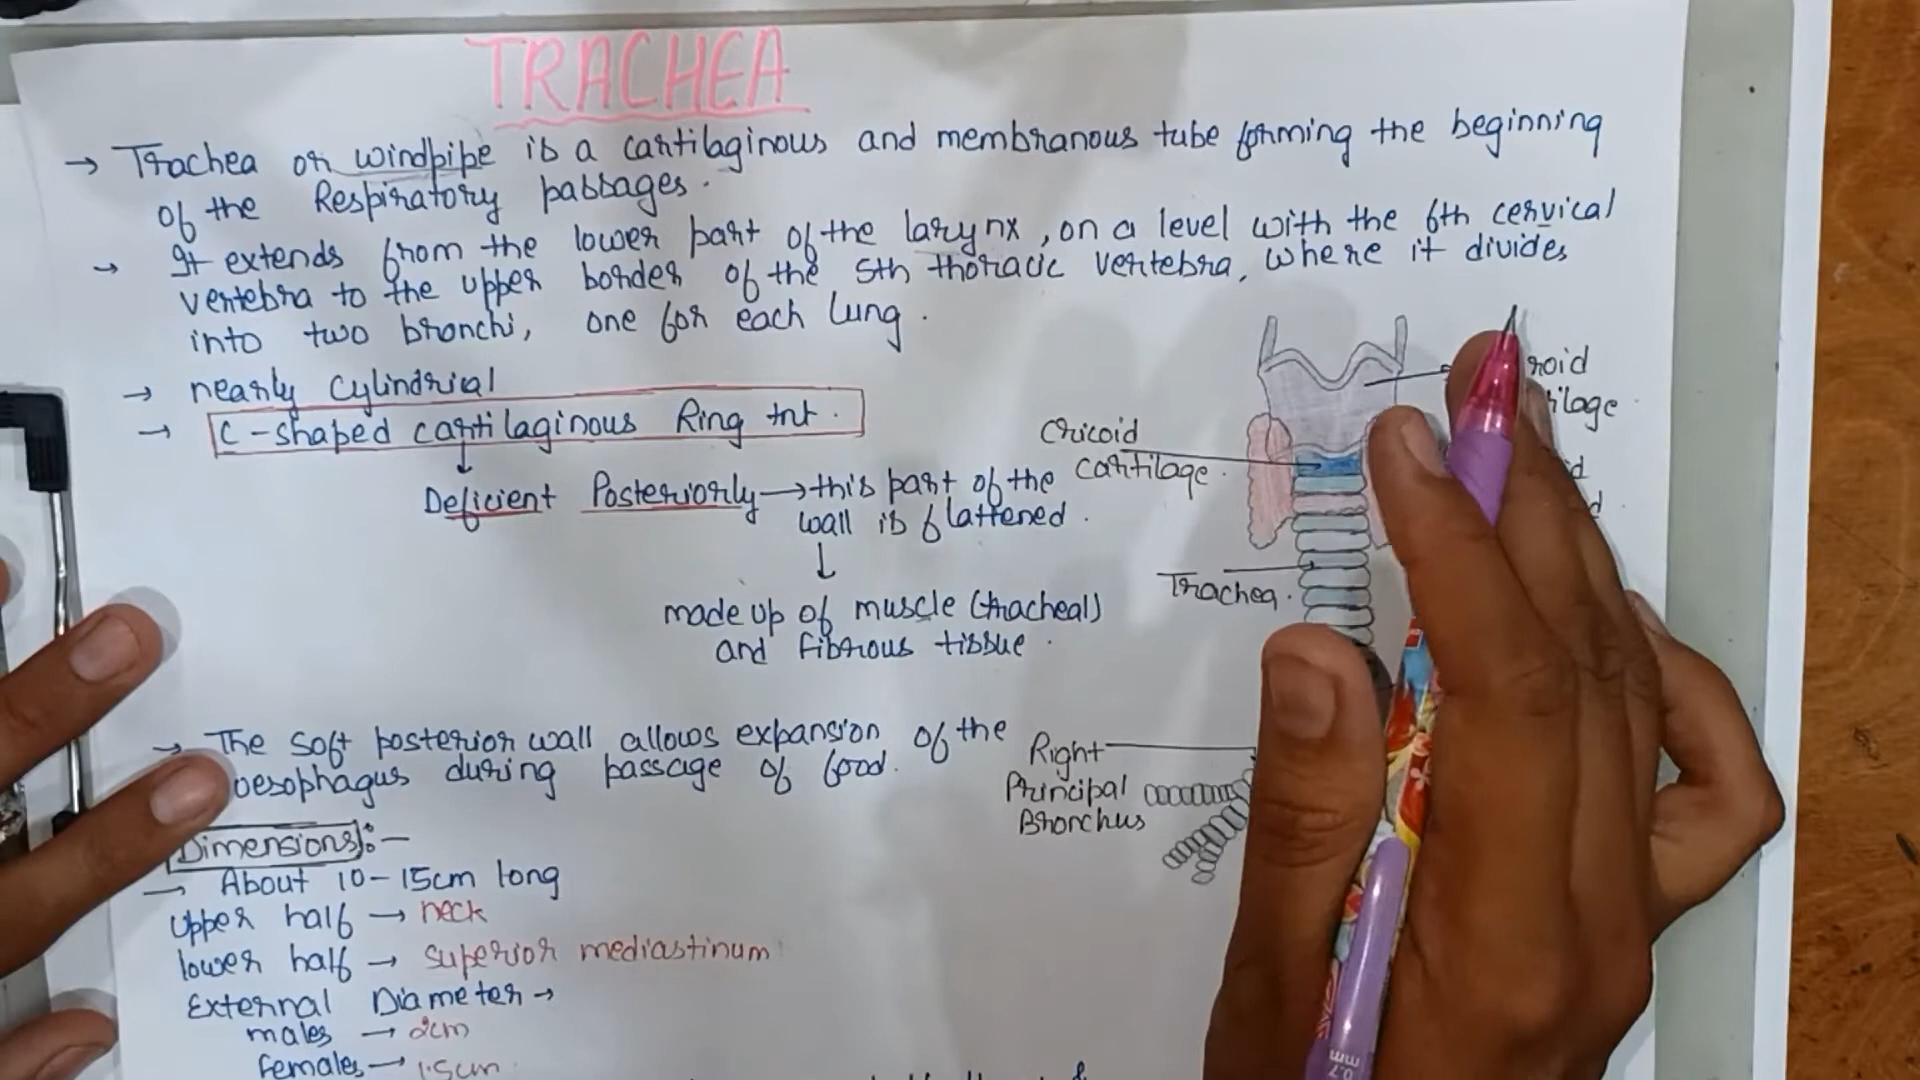 TRACHEA
→ Trachea or windpipe is a cartilaginous and membranous tube forming the beginning
of the Respiratory passages.
→ It extends from the lower part of the larynx, on a level with the 6th cervical
vertebra to the upper border of the 5th thoracic vertebra, where it divides
into two bronchi, one for each lung.
→ nearly cylindrical
→ C-shaped cartilaginous Ring
↓
Deficient Posteriorly → this part of the
wall is flattened.
↓
made up of muscle (tracheal)
and fibrous tissue.
→ The soft posterior wall allows expansion of the
oesophagus during passage of food.
Dimensions:-
→ About 10-15cm long
Upper half → neck
lower half → superior mediastinum
External Diameter →
males → 2cm
females → 1.5cm
roid
ilage
Cricoid
cartilage.
Trachea.
Right
Principal
Bronchus
0.7
mm